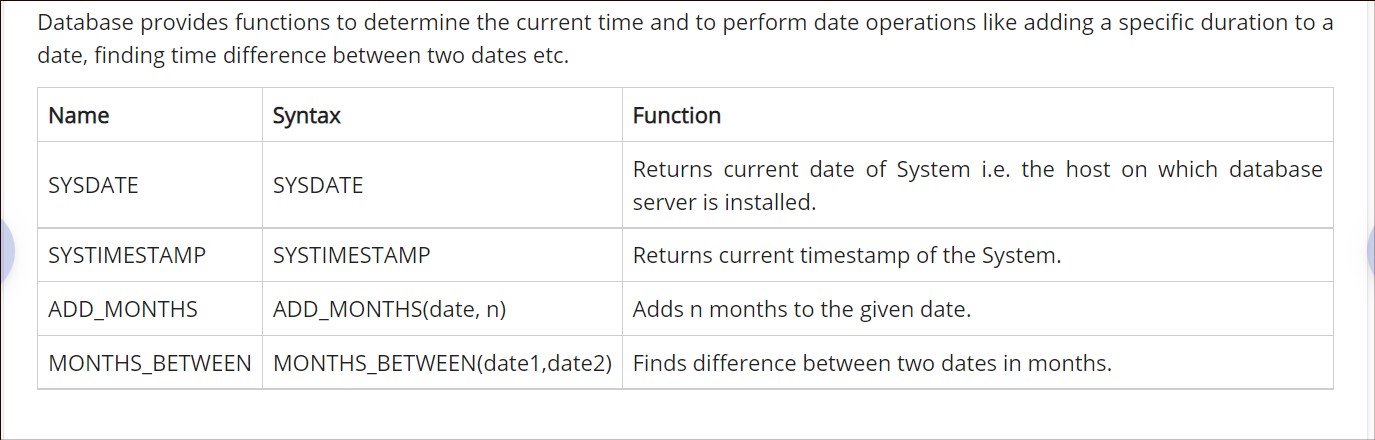 Database provides functions to determine the current time and to perform date operations like adding a specific duration to a
date, finding time difference between two dates etc.
Name Syntax Function
SYSDATE SYSDATE Returns current date of System i.e. the host on which database
server is installed.
SYSTIMESTAMP SYSTIMESTAMP Returns current timestamp of the System.
ADD_MONTHS ADD_MONTHS(date, n) Adds n months to the given date.
MONTHS_BETWEEN MONTHS_BETWEEN(date1,date2) Finds difference between two dates in months.